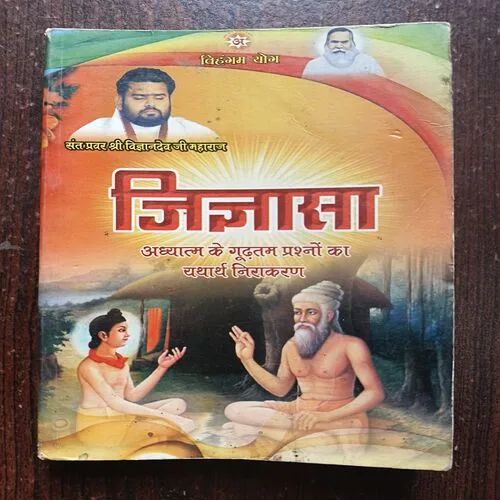 विहंगम योग
संत प्रवर श्री विज्ञानदेव जी महाराज
जिज्ञासा
अध्यात्म के गूढ़तम प्रश्नों का
यथार्थ निराकरण